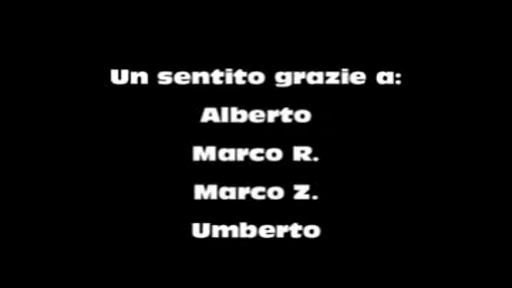 Un sentito grazie a:
Alberto
Marco R.
Marco Z.
Umberto